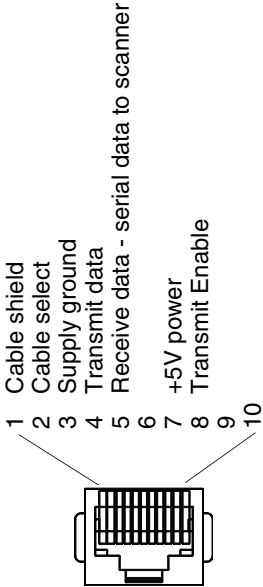 1 Cable shield
2 Cable select
3 Supply ground
4 Transmit data
5 Receive data - serial data to scanner
6
7 +5V power
8 Transmit Enable
9
10